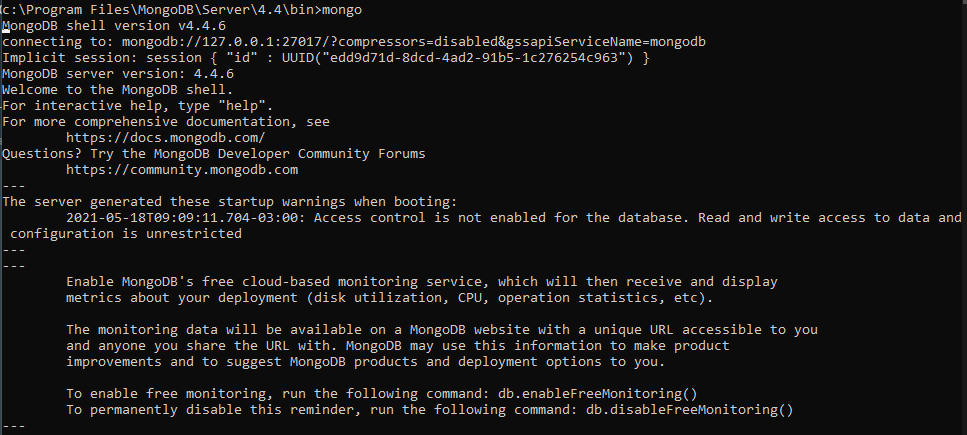 c:\Program Files\MongoDB\Server\4.4\bin>mongo
MongoDB shell version v4.4.6
connecting to: mongodb://127.0.0.1:27017/?compressors=disabled&gssapiServiceName=mongodb
Implicit session: session { "id" : UUID("edd9d71d-8dcd-4ad2-91b5-1c276254c963") }
MongoDB server version: 4.4.6
Welcome to the MongoDB shell.
For interactive help, type "help".
For more comprehensive documentation, see
https://docs.mongodb.com/
Questions? Try the MongoDB Developer Community Forums
https://community.mongodb.com
---
The server generated these startup warnings when booting:
2021-05-18T09:09:11.704-03:00: Access control is not enabled for the database. Read and write access to data and
configuration is unrestricted
---
---
Enable MongoDB's free cloud-based monitoring service, which will then receive and display
metrics about your deployment (disk utilization, CPU, operation statistics, etc).
The monitoring data will be available on a MongoDB website with a unique URL accessible to you
and anyone you share the URL with. MongoDB may use this information to make product
improvements and to suggest MongoDB products and deployment options to you.
To enable free monitoring, run the following command: db.enableFreeMonitoring()
To permanently disable this reminder, run the following command: db.disableFreeMonitoring()
---